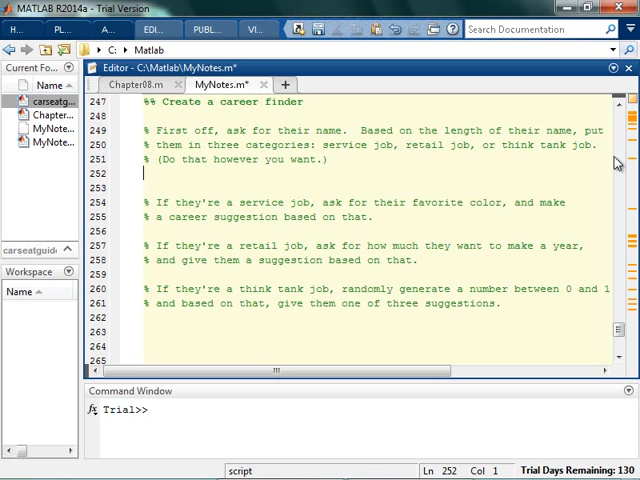 MATLAB R2014a - Trial Version
H...
P...
A...
EDI...
PUBL...
VI...
Search Documentation
C: Matlab
Current Fo...
Editor - C:\Matlab\MyNotes.m*
Name
Chapter08.m
MyNotes.m*
carseatg...
Chapter...
MyNote...
MyNote...
247 %% Create a career finder
248
249 % First off, ask for their name.  Based on the length of their name, put
250 % them in three categories: service job, retail job, or think tank job.
251 % (Do that however you want.)
252
253
254 % If they're a service job, ask for their favorite color, and make
255 % a career suggestion based on that.
256
257 % If they're a retail job, ask for how much they want to make a year,
258 % and give them a suggestion based on that.
259
260 % If they're a think tank job, randomly generate a number between 0 and 1
261 % and based on that, give them one of three suggestions.
262
263
264
265
carseatguide...
Workspace
Name
Command Window
fx Trial>>
script
Ln 252 Col 1
Trial Days Remaining: 130